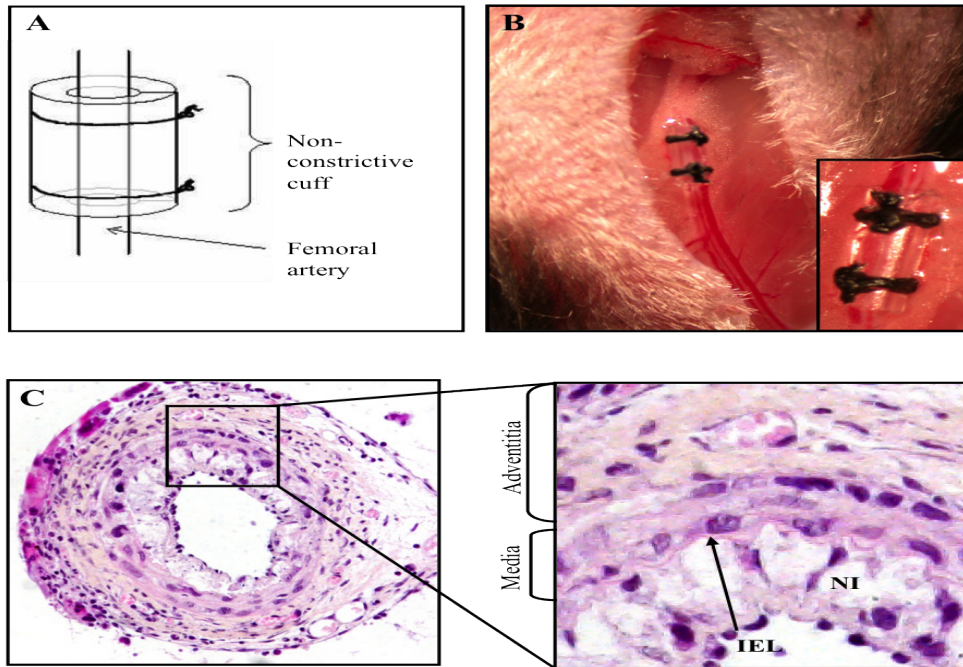 A
Non-
constrictive
cuff
Femoral
artery
B
C
Adventitia
Media
NI
IEL